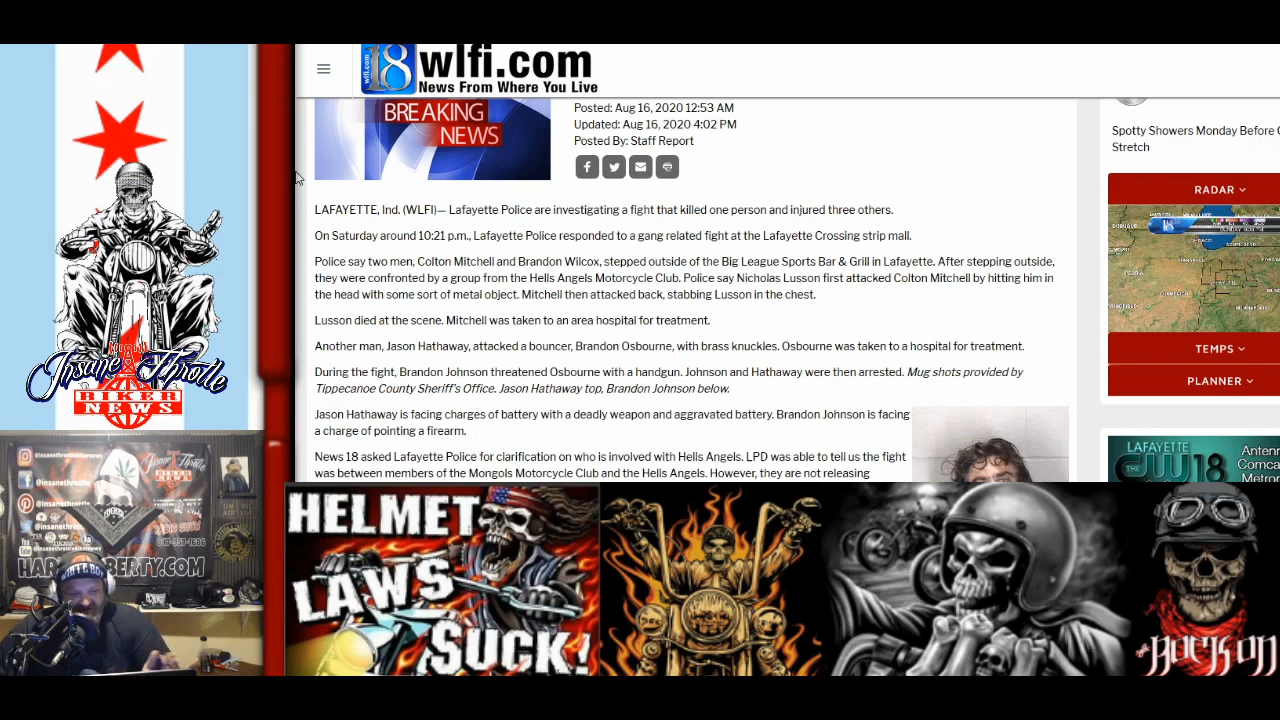 18 wlfi.com
wlfi.com
News From Where You Live
BREAKING
NEWS
Posted: Aug 16, 2020 12:53 AM
Updated: Aug 16, 2020 4:02 PM
Posted By: Staff Report
LAFAYETTE, Ind. (WLFI)— Lafayette Police are investigating a fight that killed one person and injured three others.
On Saturday around 10:21 p.m., Lafayette Police responded to a gang related fight at the Lafayette Crossing strip mall.
Police say two men, Colton Mitchell and Brandon Wilcox, stepped outside of the Big League Sports Bar & Grill in Lafayette. After stepping outside,
they were confronted by a group from the Hells Angels Motorcycle Club. Police say Nicholas Lusson first attacked Colton Mitchell by hitting him in
the head with some sort of metal object. Mitchell then attacked back, stabbing Lusson in the chest.
Lusson died at the scene. Mitchell was taken to an area hospital for treatment.
Another man, Jason Hathaway, attacked a bouncer, Brandon Osbourne, with brass knuckles. Osbourne was taken to a hospital for treatment.
During the fight, Brandon Johnson threatened Osbourne with a handgun. Johnson and Hathaway were then arrested. Mug shots provided by
Tippecanoe County Sheriff's Office. Jason Hathaway top, Brandon Johnson below.
Jason Hathaway is facing charges of battery with a deadly weapon and aggravated battery. Brandon Johnson is facing
a charge of pointing a firearm.
News 18 asked Lafayette Police for clarification on who is involved with Hells Angels. LPD was able to tell us the fight
was between members of the Mongols Motorcycle Club and the Hells Angels. However, they are not releasing
Spotty Showers Monday Before
Stretch
RADAR
18
CHICAGO
INDIANAPOLIS
TEMPS
PLANNER
LAFAYETTE
THE CW 18
Insane Throttle
BIKER
NEWS
HELMET
LAWS
SUCK!
ROCK ON